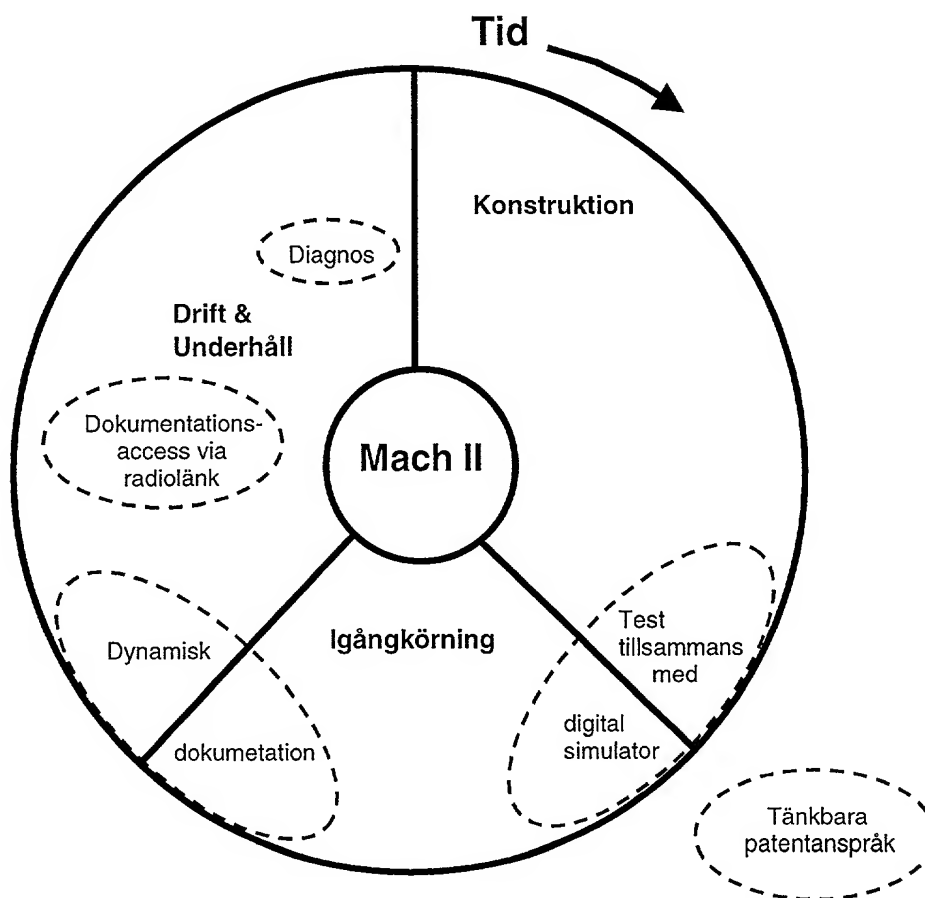 Tid
Konstruktion
Diagnos
Drift &
Underhåll
Dokumentations-
access via
radiolänk
Mach II
Igångkörning
Test
tillsammans
med
digital
simulator
Dynamisk
dokumetation
Tänkbara
patentanspråk